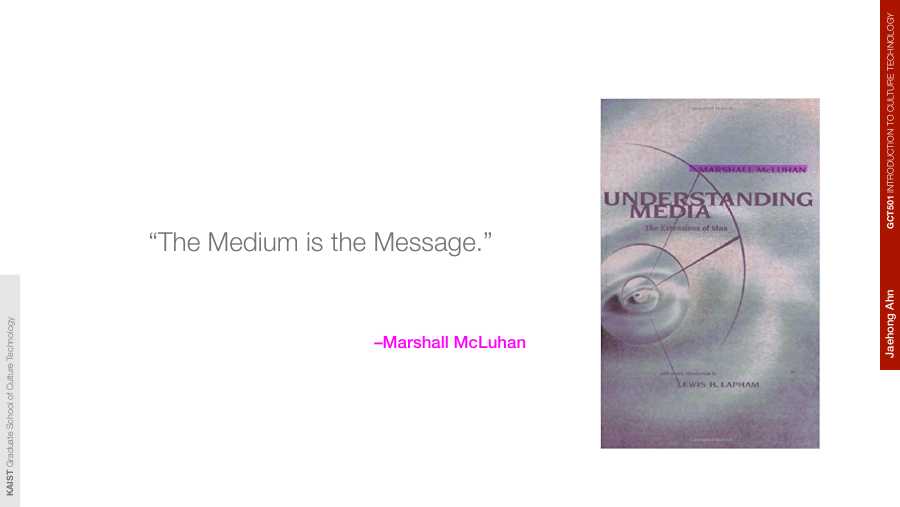 “The Medium is the Message.”
–Marshall McLuhan
MARSHALL McLUHAN
UNDERSTANDING
MEDIA
The Extensions of Man
LEWIS H. LAPHAM
KAIST Graduate School of Culture Technology
GCT501 INTRODUCTION TO CULTURE TECHNOLOGY
Jaehong Ahn